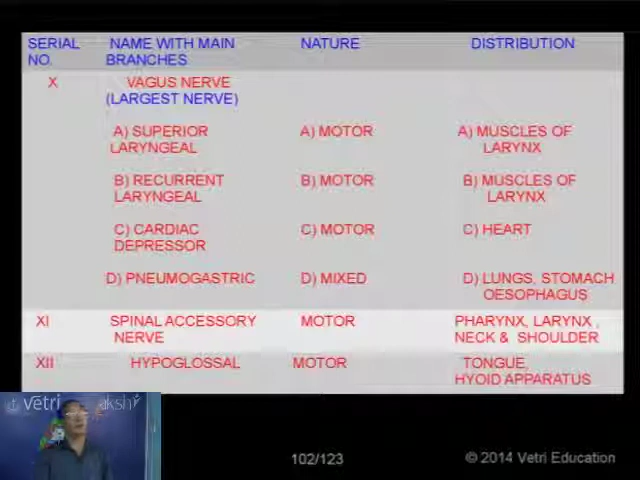 SERIAL NO. NAME WITH MAIN BRANCHES NATURE DISTRIBUTION
X VAGUS NERVE
(LARGEST NERVE)
A) SUPERIOR LARYNGEAL A) MOTOR A) MUSCLES OF LARYNX
B) RECURRENT LARYNGEAL B) MOTOR B) MUSCLES OF LARYNX
C) CARDIAC DEPRESSOR C) MOTOR C) HEART
D) PNEUMOGASTRIC D) MIXED D) LUNGS, STOMACH OESOPHAGUS
XI SPINAL ACCESSORY NERVE MOTOR PHARYNX, LARYNX , NECK & SHOULDER
XII HYPOGLOSSAL MOTOR TONGUE, HYOID APPARATUS
Vetri
102/123
© 2014 Vetri Education